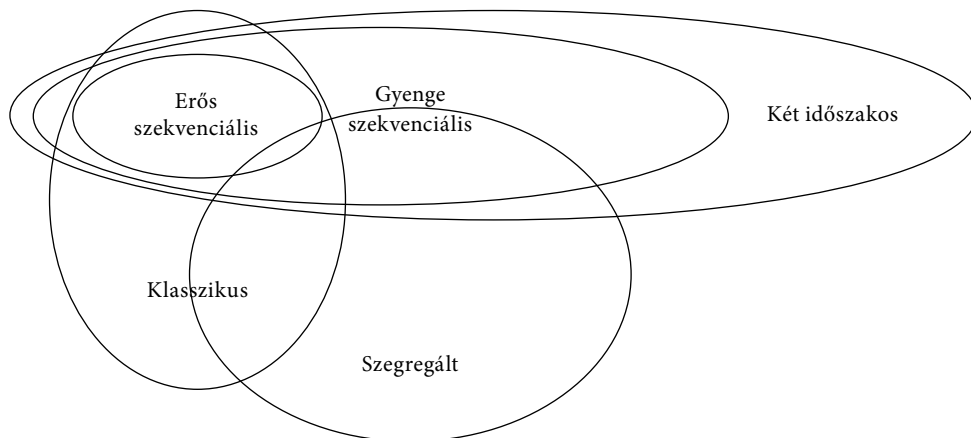 Erős
szekvenciális
Gyenge
szekvenciális
Két időszakos
Klasszikus
Szegregált